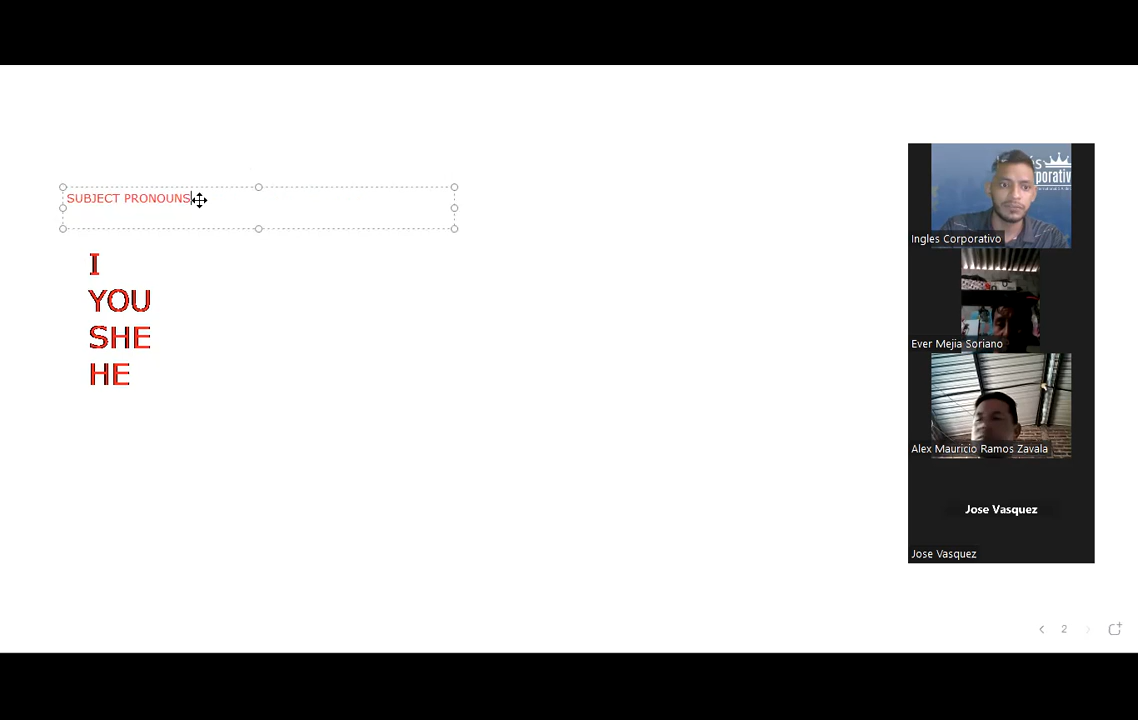 SUBJECT PRONOUNS
I
YOU
SHE
HE
Ingles Corporativo
Ever Mejia Soriano
Alex Mauricio Ramos Zavala
Jose Vasquez
Jose Vasquez
2